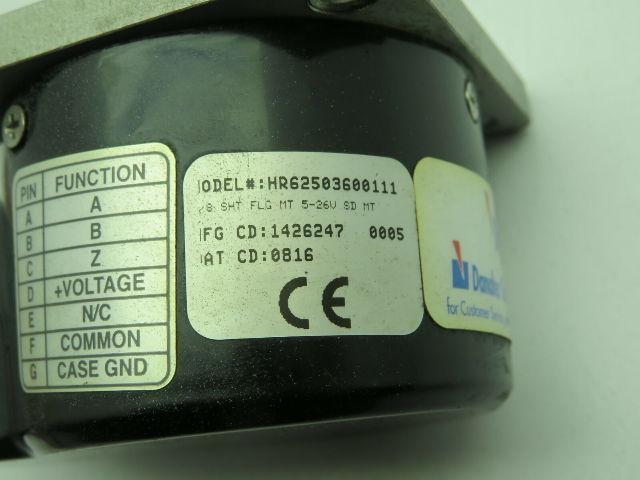 PIN FUNCTION
A A
B B
C Z
D +VOLTAGE
E N/C
F COMMON
G CASE GND
ODEL#:HR62503600111
/8 SHT FLG MT 5-26V SD MT
FG CD:1426247 0005
AT CD:0816
CE
for Customer